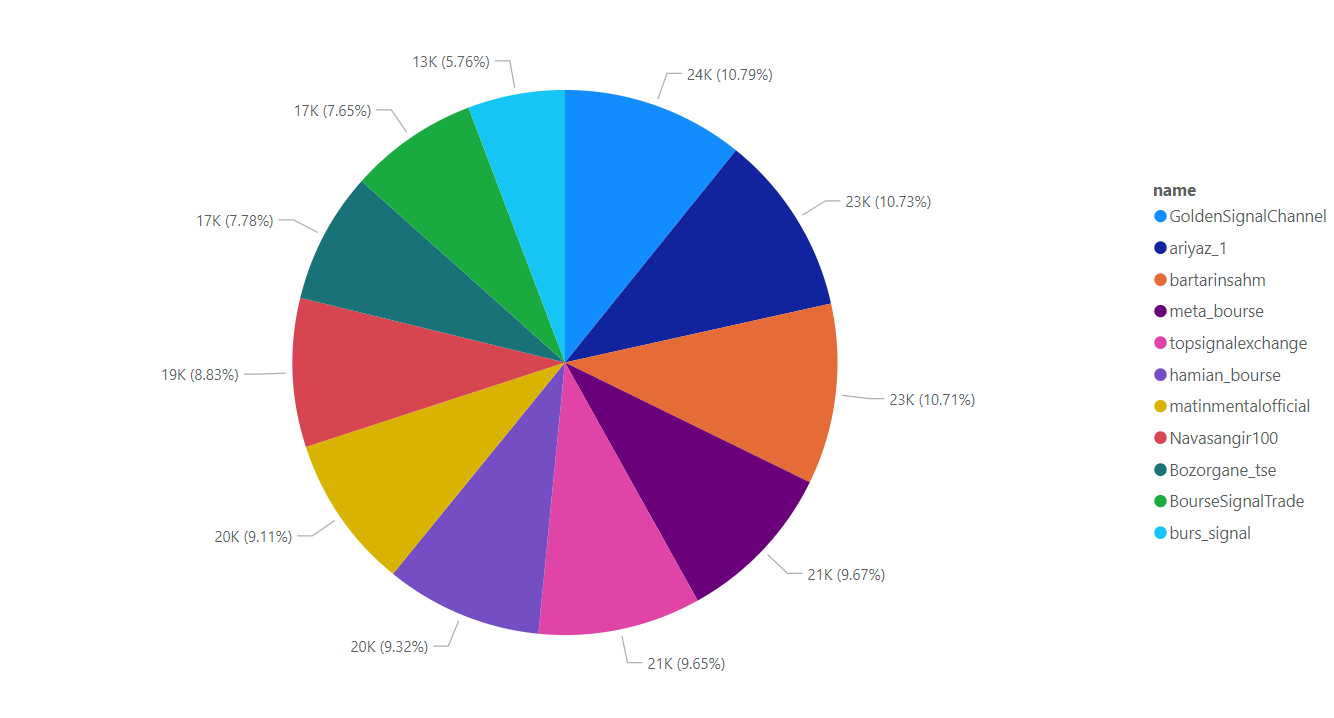 13K (5.76%)
24K (10.79%)
17K (7.65%)
23K (10.73%)
17K (7.78%)
19K (8.83%)
23K (10.71%)
20K (9.11%)
21K (9.67%)
20K (9.32%)
21K (9.65%)
name
GoldenSignalChannel
ariyaz_1
bartarinsahm
meta_bourse
topsignalexchange
hamian_bourse
matinmentalofficial
Navasangir100
Bozorgane_tse
BourseSignalTrade
burs_signal